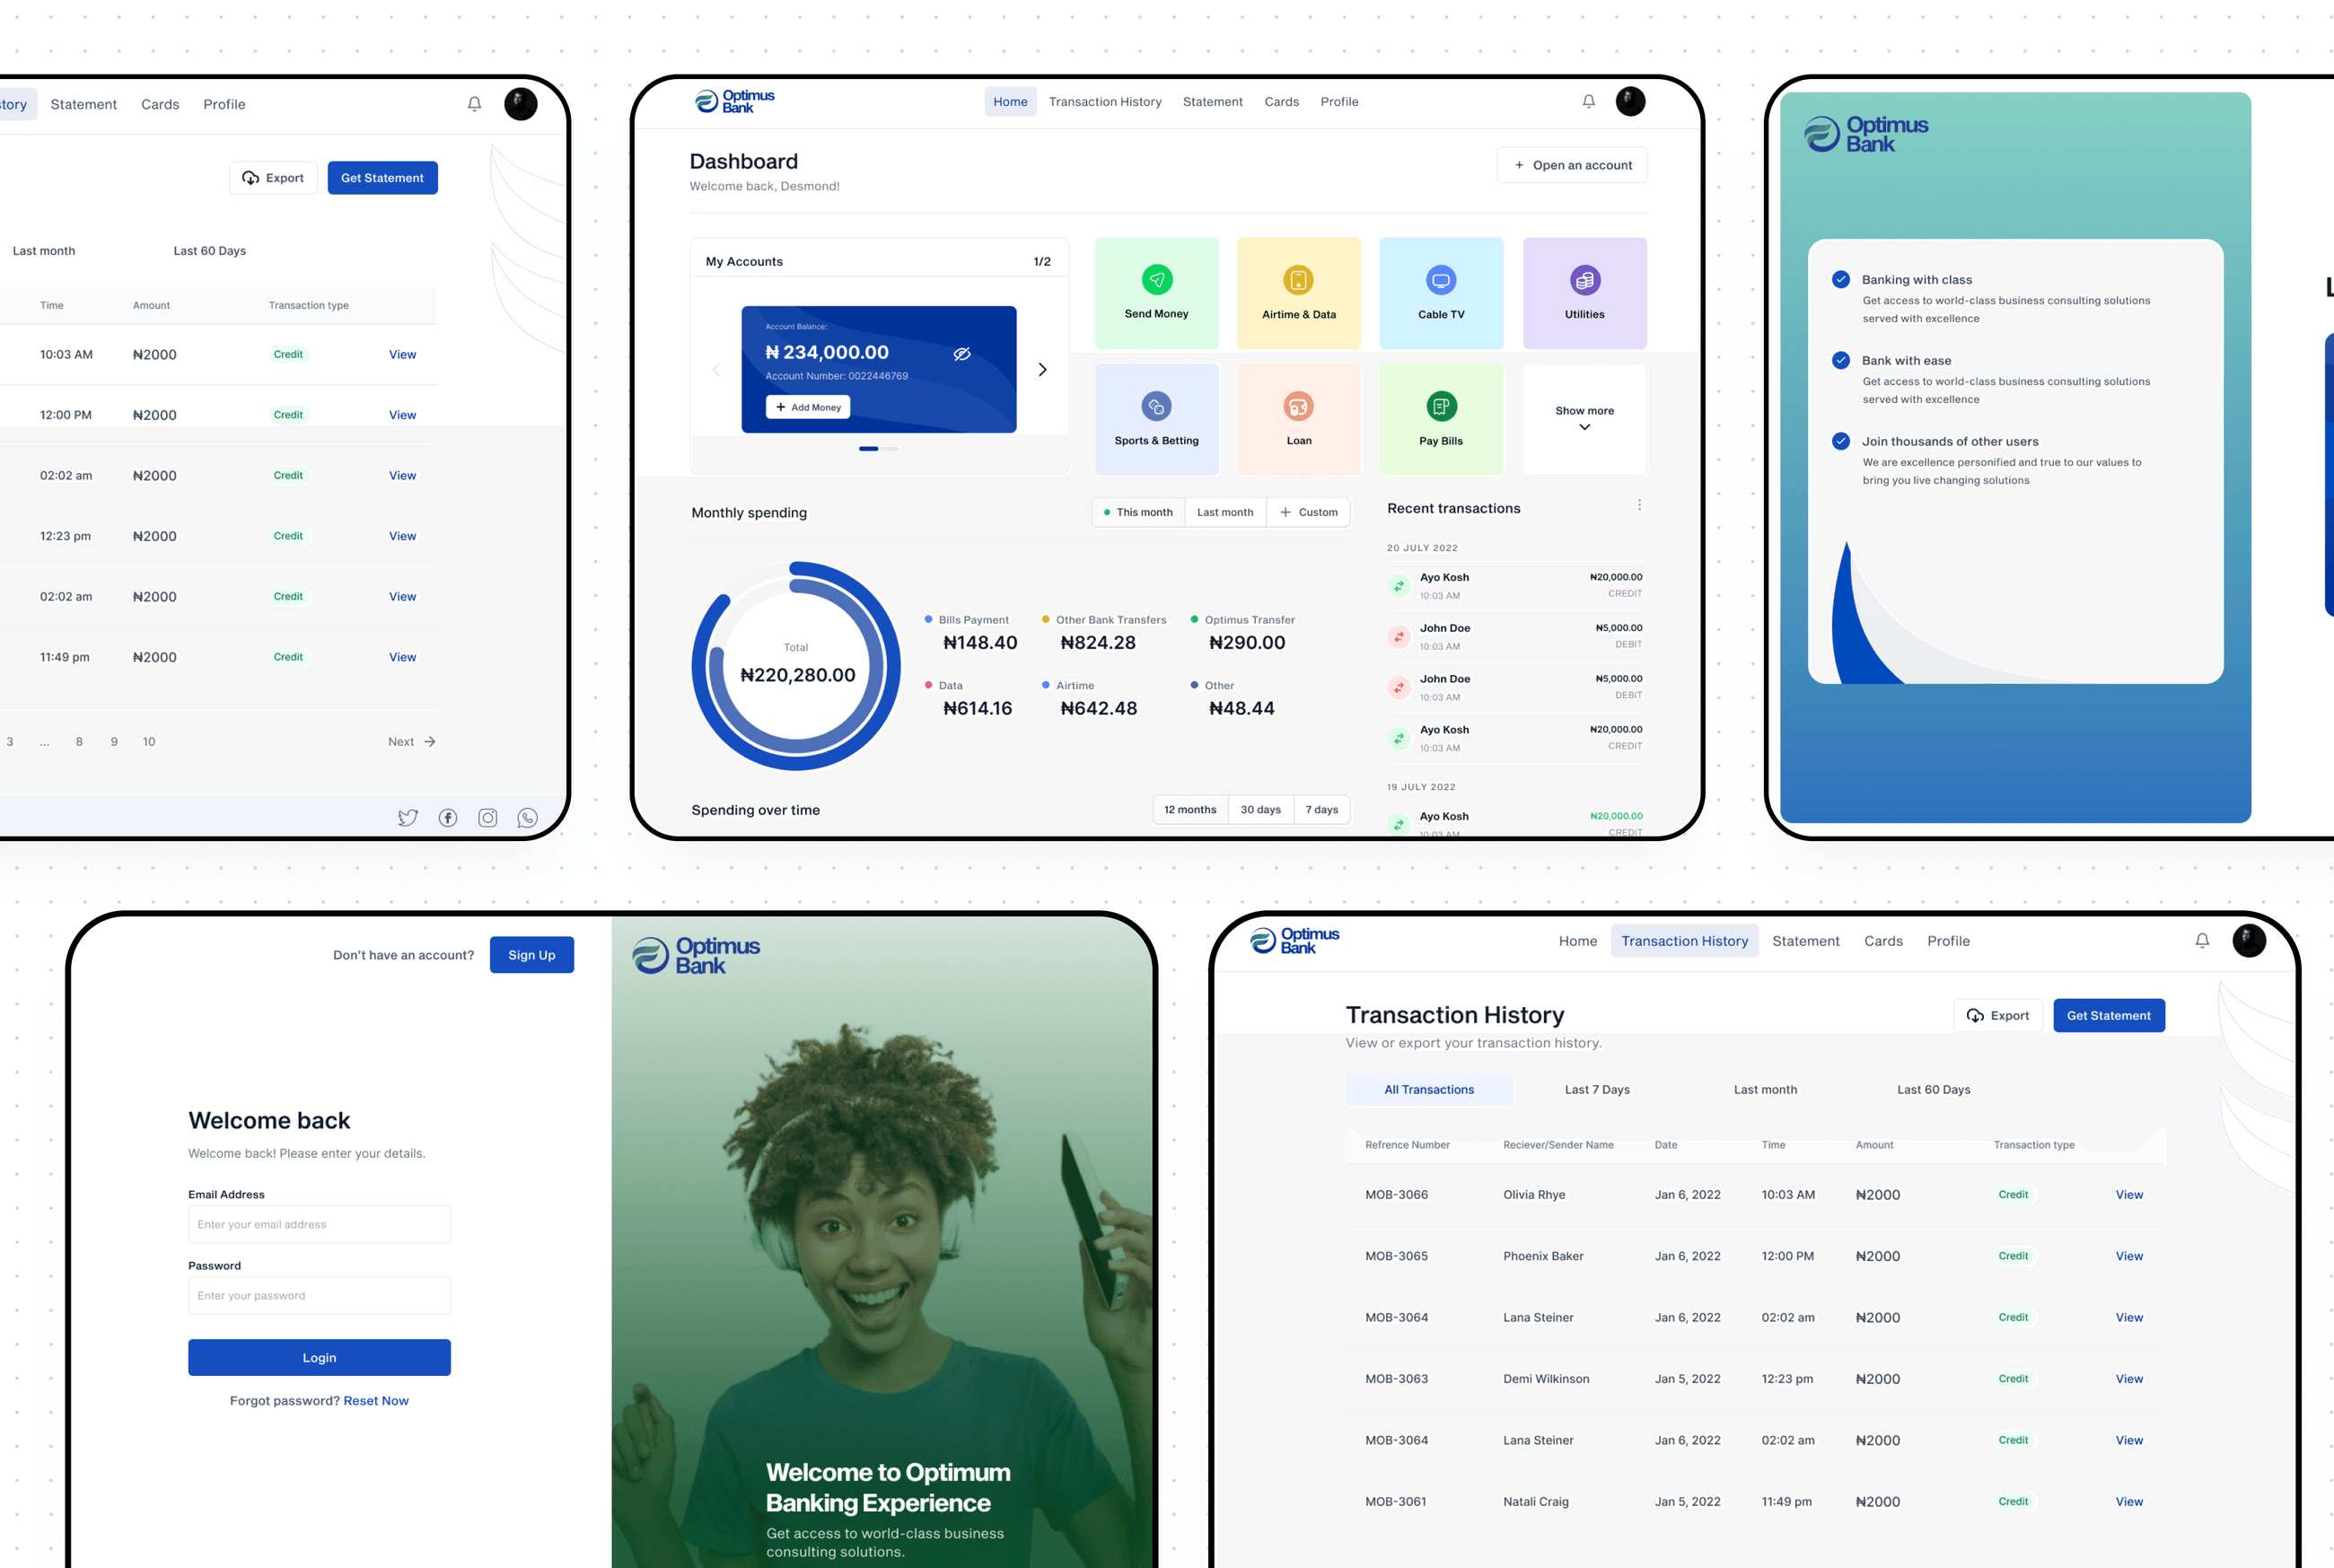 Statement Cards Profile
Export Get Statement
Last month Last 60 Days
Time Amount Transaction type
10:03 AM ₦2000 Credit View
12:00 PM ₦2000 Credit View
02:02 am ₦2000 Credit View
12:23 pm ₦2000 Credit View
02:02 am ₦2000 Credit View
11:49 pm ₦2000 Credit View
3 ... 8 9 10 Next
Optimus
Bank
Home Transaction History Statement Cards Profile
Dashboard
Welcome back, Desmond!
+ Open an account
My Accounts 1/2
Account Balance:
₦ 234,000.00
Account Number: 0022446769
+ Add Money
Send Money
Airtime & Data
Cable TV
Utilities
Sports & Betting
Loan
Pay Bills
Show more
Monthly spending
This month Last month + Custom
Total
₦220,280.00
Bills Payment Other Bank Transfers Optimus Transfer
₦148.40 ₦824.28 ₦290.00
Data Airtime Other
₦614.16 ₦642.48 ₦48.44
Spending over time
12 months 30 days 7 days
Recent transactions
20 JULY 2022
Ayo Kosh ₦20,000.00
10:03 AM CREDIT
John Doe ₦5,000.00
10:03 AM DEBIT
John Doe ₦5,000.00
10:03 AM DEBIT
Ayo Kosh ₦20,000.00
10:03 AM CREDIT
19 JULY 2022
Ayo Kosh ₦20,000.00
10:03 AM CREDIT
Optimus
Bank
Banking with class
Get access to world-class business consulting solutions
served with excellence
Bank with ease
Get access to world-class business consulting solutions
served with excellence
Join thousands of other users
We are excellence personified and true to our values to
bring you live changing solutions
Don't have an account? Sign Up
Welcome back
Welcome back! Please enter your details.
Email Address
Enter your email address
Password
Enter your password
Login
Forgot password? Reset Now
Optimus
Bank
Welcome to Optimum
Banking Experience
Get access to world-class business
consulting solutions.
Optimus
Bank
Home Transaction History Statement Cards Profile
Transaction History
View or export your transaction history.
Export Get Statement
All Transactions Last 7 Days Last month Last 60 Days
Refrence Number Reciever/Sender Name Date Time Amount Transaction type
MOB-3066 Olivia Rhye Jan 6, 2022 10:03 AM ₦2000 Credit View
MOB-3065 Phoenix Baker Jan 6, 2022 12:00 PM ₦2000 Credit View
MOB-3064 Lana Steiner Jan 6, 2022 02:02 am ₦2000 Credit View
MOB-3063 Demi Wilkinson Jan 5, 2022 12:23 pm ₦2000 Credit View
MOB-3064 Lana Steiner Jan 6, 2022 02:02 am ₦2000 Credit View
MOB-3061 Natali Craig Jan 5, 2022 11:49 pm ₦2000 Credit View